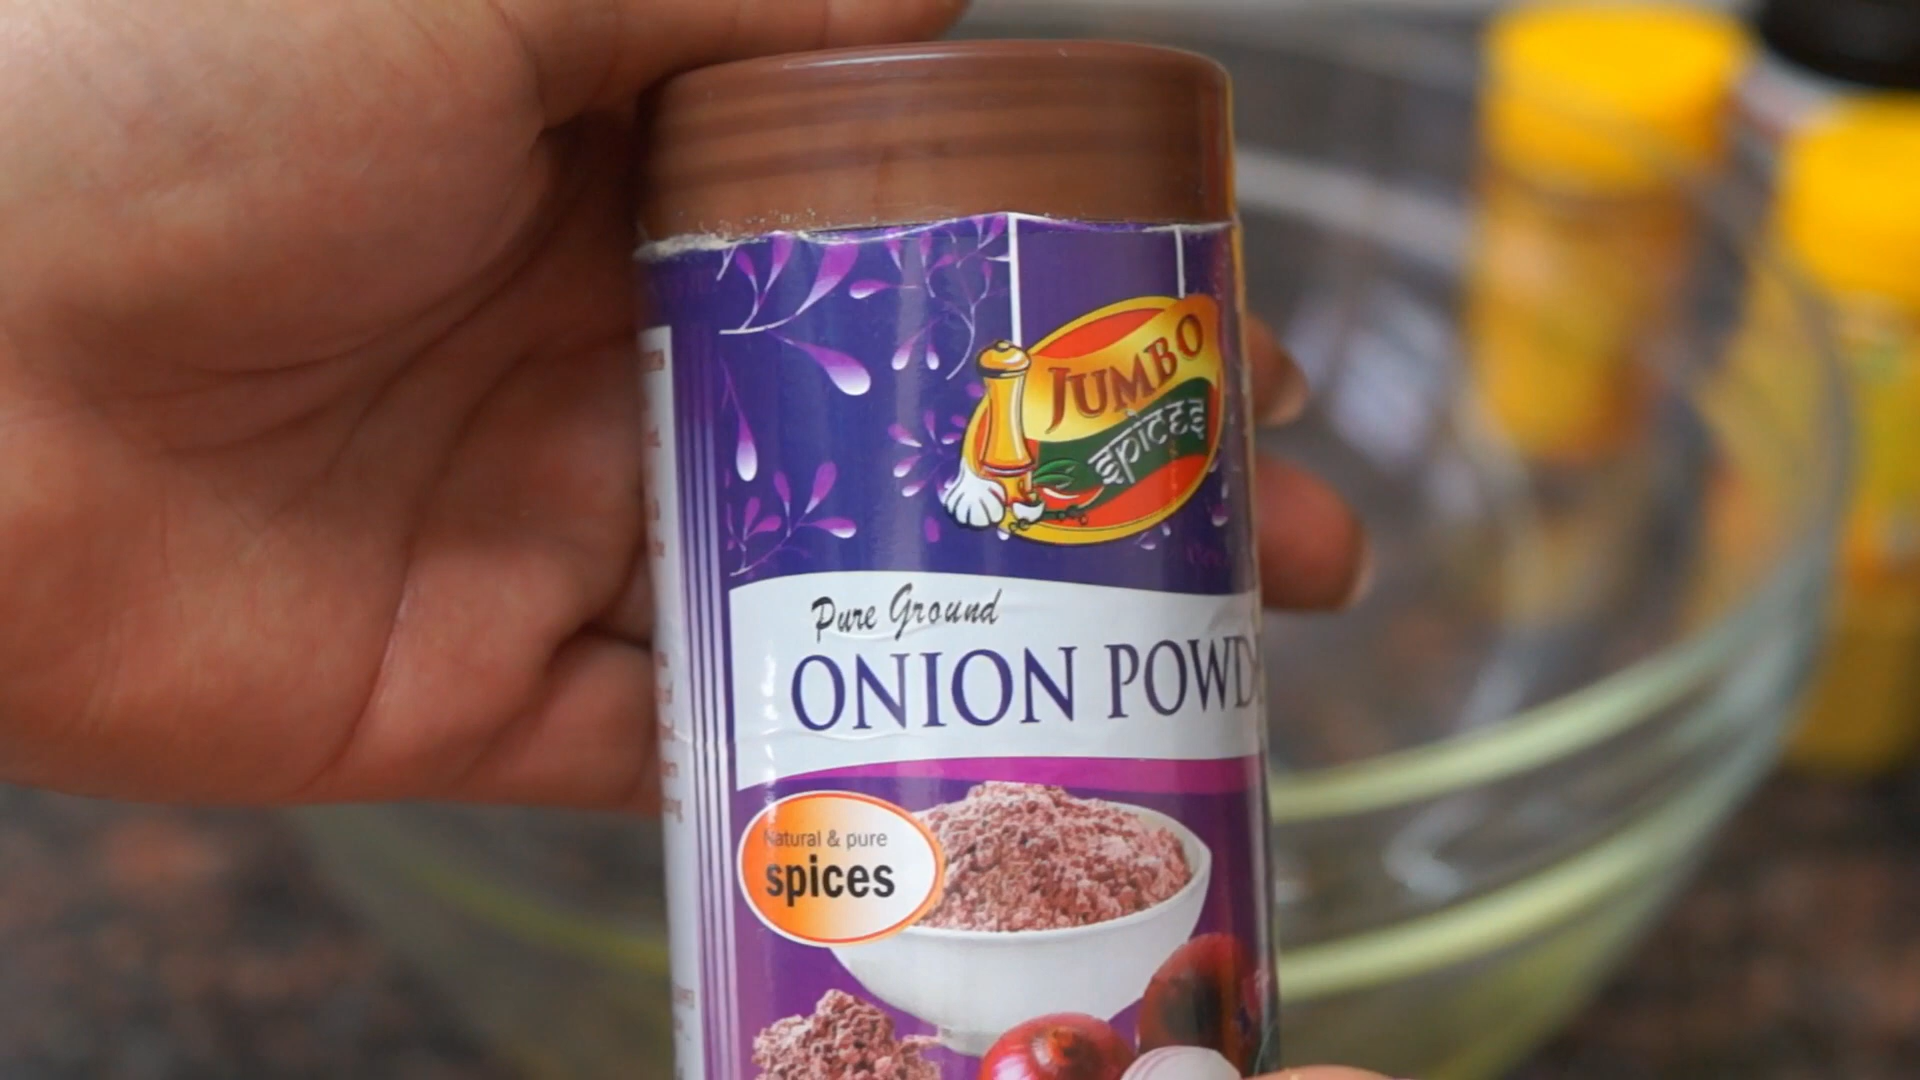 JUMBO
spices
Pure Ground
ONION POWD
Natural & pure
spices